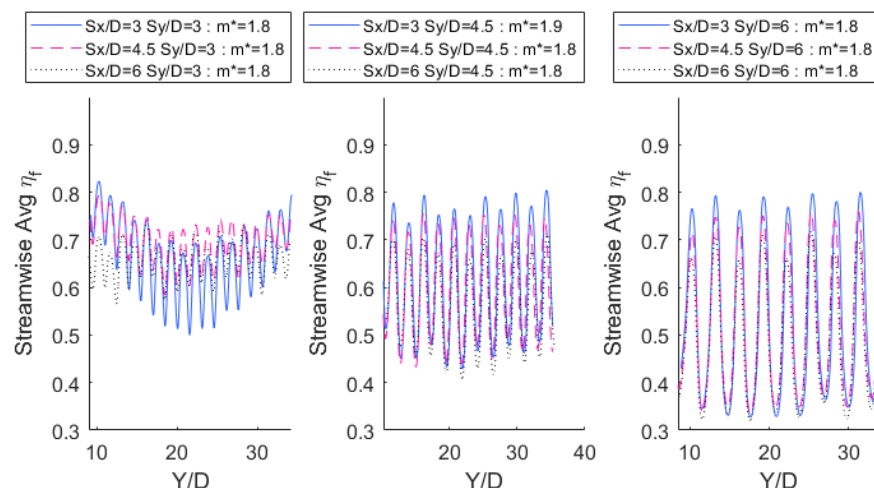 Sx/D=3 Sy/D=3 : m*=1.8
Sx/D=4.5 Sy/D=3 : m*=1.8
Sx/D=6 Sy/D=3 : m*=1.8
Sx/D=3 Sy/D=4.5 : m*=1.9
Sx/D=4.5 Sy/D=4.5 : m*=1.8
Sx/D=6 Sy/D=4.5 : m*=1.8
Sx/D=3 Sy/D=6 : m*=1.8
Sx/D=4.5 Sy/D=6 : m*=1.8
Sx/D=6 Sy/D=6 : m*=1.8
Streamwise Avg η_f
0.9
0.8
0.7
0.6
0.5
0.4
0.3
10 20 30
Y/D
Streamwise Avg η_f
0.9
0.8
0.7
0.6
0.5
0.4
0.3
20 30 40
Y/D
Streamwise Avg η_f
0.9
0.8
0.7
0.6
0.5
0.4
0.3
10 20 30
Y/D